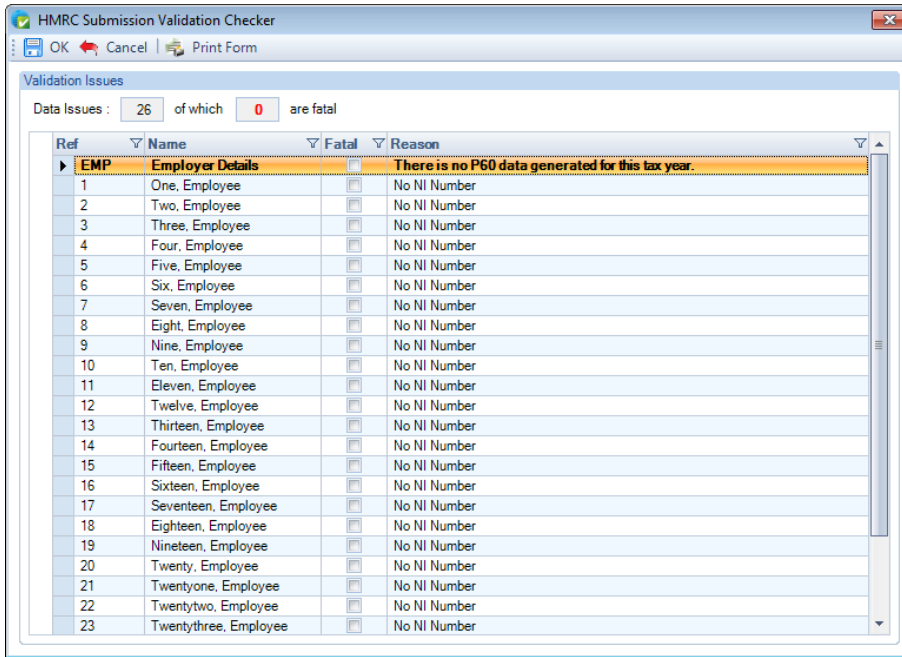 HMRC Submission Validation Checker
OK Cancel Print Form
Validation Issues
Data Issues : 26 of which 0 are fatal
Ref Name Fatal Reason
EMP Employer Details There is no P60 data generated for this tax year.
1 One, Employee No NI Number
2 Two, Employee No NI Number
3 Three, Employee No NI Number
4 Four, Employee No NI Number
5 Five, Employee No NI Number
6 Six, Employee No NI Number
7 Seven, Employee No NI Number
8 Eight, Employee No NI Number
9 Nine, Employee No NI Number
10 Ten, Employee No NI Number
11 Eleven, Employee No NI Number
12 Twelve, Employee No NI Number
13 Thirteen, Employee No NI Number
14 Fourteen, Employee No NI Number
15 Fifteen, Employee No NI Number
16 Sixteen, Employee No NI Number
17 Seventeen, Employee No NI Number
18 Eighteen, Employee No NI Number
19 Nineteen, Employee No NI Number
20 Twenty, Employee No NI Number
21 Twentyone, Employee No NI Number
22 Twentytwo, Employee No NI Number
23 Twentythree, Employee No NI Number